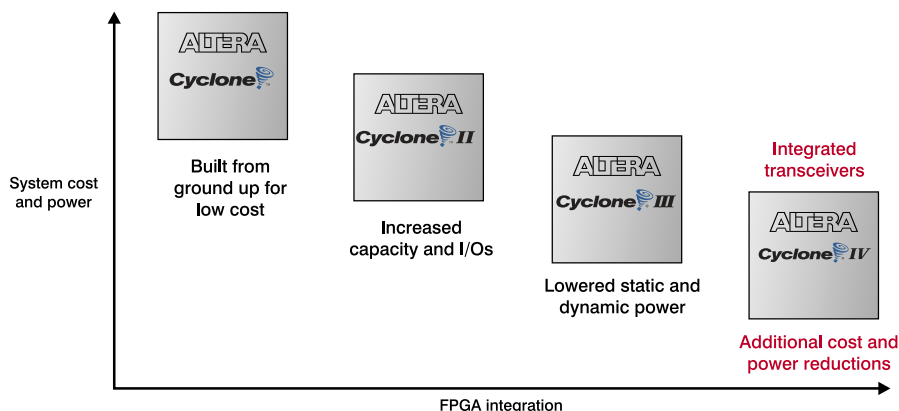 ALTERA
Cyclone
Built from
ground up for
low cost
ALTERA
Cyclone II
Increased
capacity and I/Os
ALTERA
Cyclone III
Lowered static and
dynamic power
Integrated
transceivers
ALTERA
Cyclone IV
Additional cost and
power reductions
System cost
and power
FPGA integration